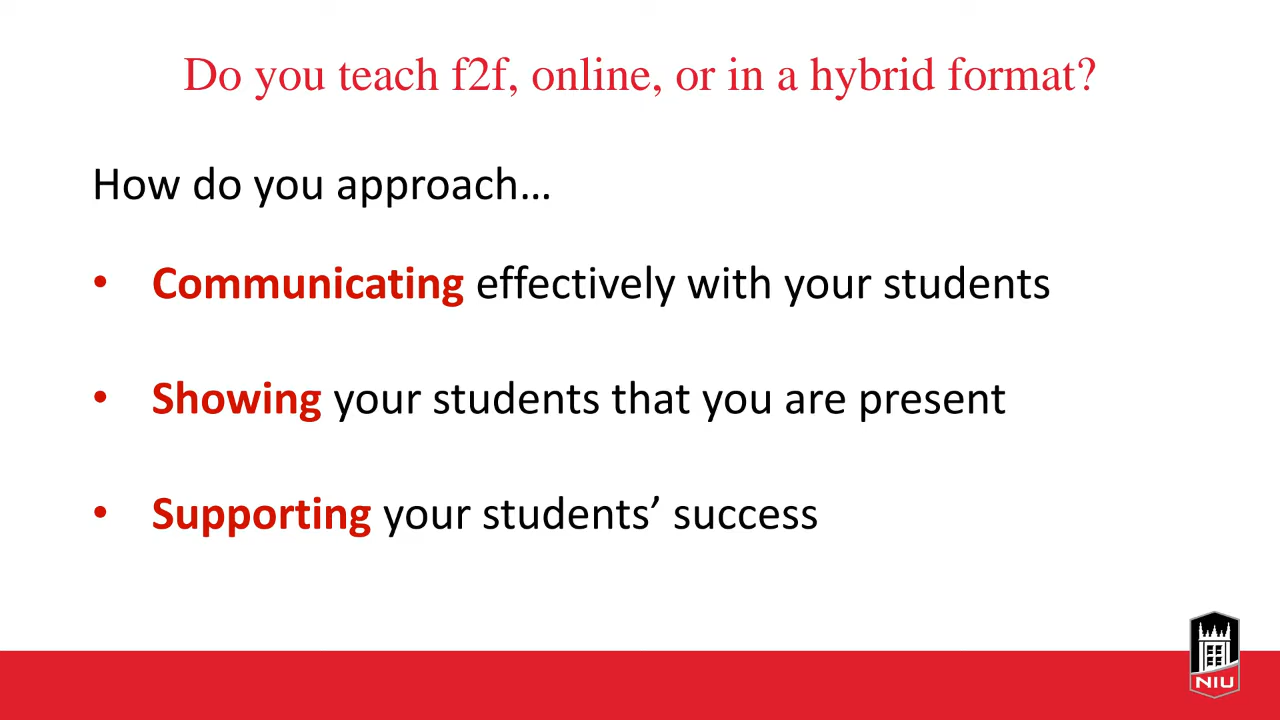 Do you teach f2f, online, or in a hybrid format?
How do you approach…
• Communicating effectively with your students
• Showing your students that you are present
• Supporting your students’ success
NIU